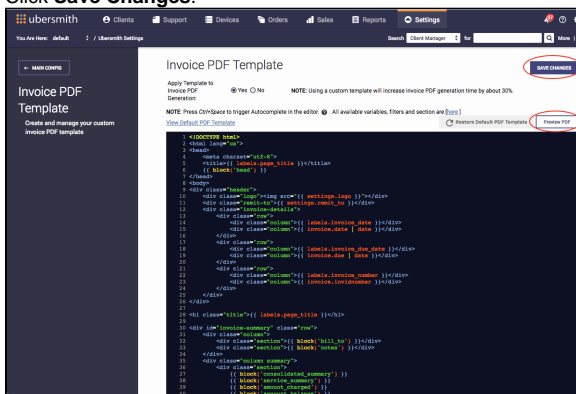 Click Save Changes.
ubersmith Clients Support Devices Orders Sales Reports Settings
You Are Here: default / Ubersmith Settings Search Client Manager for More
← MAIN CONFIG
Invoice PDF Template
Create and manage your custom invoice PDF template
Invoice PDF Template
SAVE CHANGES
Apply Template to Invoice PDF Generation: Yes No NOTE: Using a custom template will increase invoice PDF generation time by about 30%.
NOTE: Press Ctrl+Space to trigger Autocomplete in the editor. All available variables, filters and section are [here]
View Default PDF Template Restore Default PDF Template Preview PDF
1 <!DOCTYPE html>
2 <html lang="us">
3 <head>
4 <meta charset="utf-8">
5 <title>{{ labels.page_title }}</title>
6 {{ block('head') }}
7 </head>
8 <body>
9 <div class="header">
10 <div class="logo"><img src="{{ settings.logo }}"></div>
11 <div class="remit-to">{{ settings.remit_to }}</div>
12 <div class="invoice-details">
13 <div class="row">
14 <div class="column">{{ labels.invoice_date }}</div>
15 <div class="column">{{ invoice.date | date }}</div>
16 </div>
17 <div class="row">
18 <div class="column">{{ labels.invoice_due_date }}</div>
19 <div class="column">{{ invoice.due | date }}</div>
20 </div>
21 <div class="row">
22 <div class="column">{{ labels.invoice_number }}</div>
23 <div class="column">{{ invoice.invidnumber }}</div>
24 </div>
25 </div>
26 </div>
27
28 <h1 class="title">{{ labels.page_title }}</h1>
29
30 <div id="invoice-summary" class="row">
31 <div class="column">
32 <div class="section">{{ block('bill_to') }}</div>
33 <div class="section">{{ block('notes') }}</div>
34 </div>
35 <div class="column summary">
36 <div class="section">
37 {{ block('consolidated_summary') }}
38 {{ block('service_summary') }}
39 {{ block('amount_charged') }}